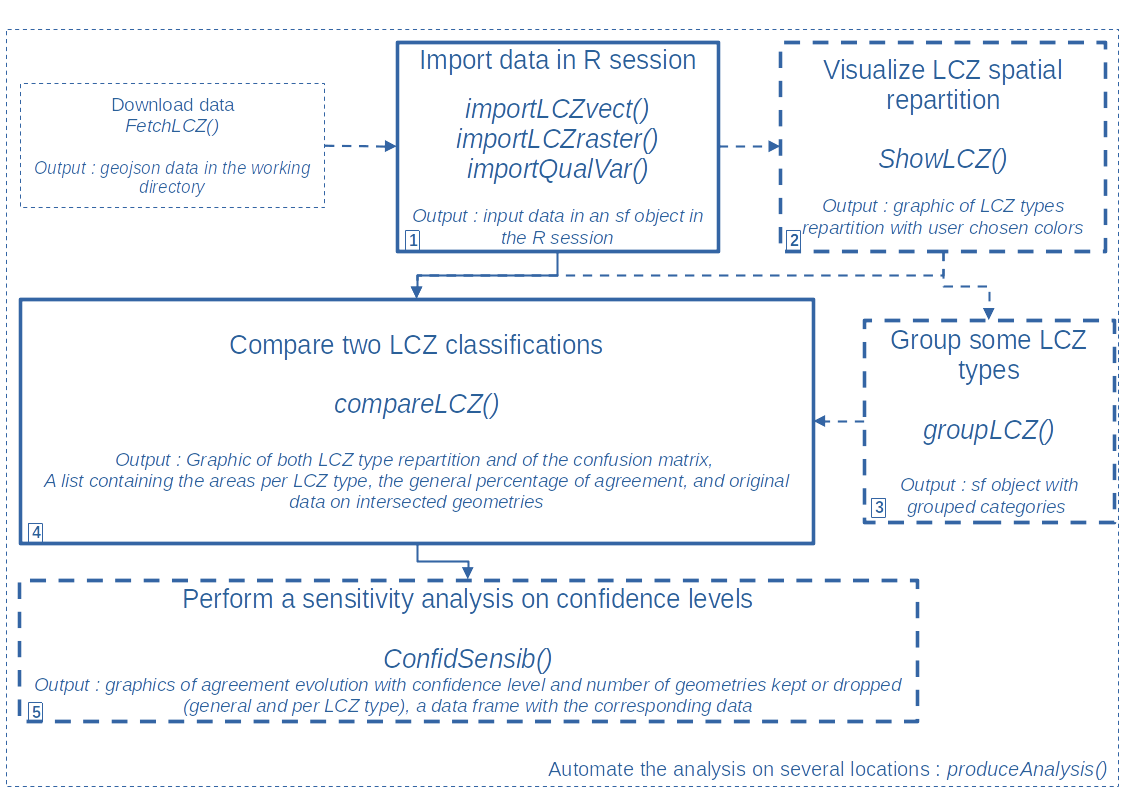 Download data
FetchLCZ()
Output : geojson data in the working
directory
Import data in R session
importLCZvect()
importLCZraster()
importQualVar()
Output : input data in an sf object in
the R session
1
Visualize LCZ spatial
repartition
ShowLCZ()
Output : graphic of LCZ types
repartition with user chosen colors
2
Group some LCZ
types
groupLCZ()
Output : sf object with
grouped categories
3
Compare two LCZ classifications
compareLCZ()
Output : Graphic of both LCZ type repartition and of the confusion matrix,
A list containing the areas per LCZ type, the general percentage of agreement, and original
data on intersected geometries
4
Perform a sensitivity analysis on confidence levels
ConfidSensib()
Output : graphics of agreement evolution with confidence level and number of geometries kept or dropped
(general and per LCZ type), a data frame with the corresponding data
5
Automate the analysis on several locations : produceAnalysis()